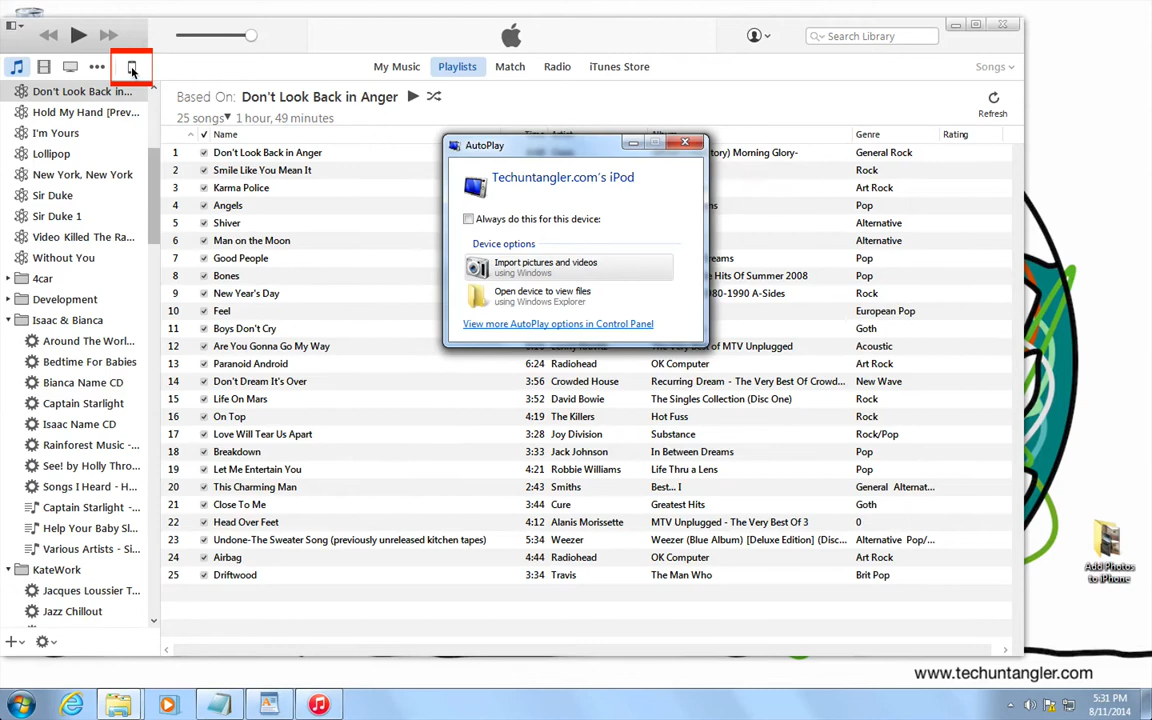 Search Library
My Music Playlists Match Radio iTunes Store Songs
Don't Look Back in...
Hold My Hand [Prev...
I'm Yours
Lollipop
New York, New York
Sir Duke
Sir Duke 1
Video Killed The Ra...
Without You
4car
Development
Isaac & Bianca
Around The Worl...
Bedtime For Babies
Bianca Name CD
Captain Starlight
Isaac Name CD
Rainforest Music -...
See! by Holly Thro...
Songs I Heard - H...
Captain Starlight -...
Help Your Baby Sl...
Various Artists - Si...
KateWork
Jacques Loussier T...
Jazz Chillout
Based On: Don't Look Back in Anger
25 songs 1 hour, 49 minutes
Refresh
Name Genre Rating
1 Don't Look Back in Anger ory) Morning Glory- General Rock
2 Smile Like You Mean It Rock
3 Karma Police Art Rock
4 Angels Pop
5 Shiver Alternative
6 Man on the Moon Alternative
7 Good People Pop
8 Bones Hits Of Summer 2008 Pop
9 New Year's Day 980-1990 A-Sides Pop
10 Feel European Pop
11 Boys Don't Cry Goth
12 Are You Gonna Go My Way Very Best of MTV Unplugged Acoustic
13 Paranoid Android 6:24 Radiohead OK Computer Art Rock
14 Don't Dream It's Over 3:56 Crowded House Recurring Dream - The Very Best Of Crowd... New Wave
15 Life On Mars 3:52 David Bowie The Singles Collection (Disc One) Rock
16 On Top 4:19 The Killers Hot Fuss Rock
17 Love Will Tear Us Apart 3:28 Joy Division Substance Rock/Pop
18 Breakdown 3:33 Jack Johnson In Between Dreams Rock
19 Let Me Entertain You 4:21 Robbie Williams Life Thru a Lens Pop
20 This Charming Man 2:43 Smiths Best... I General Alternat...
21 Close To Me 3:44 Cure Greatest Hits Goth
22 Head Over Feet 4:12 Alanis Morissette MTV Unplugged - The Very Best Of 3 0
23 Undone-The Sweater Song (previously unreleased kitchen tapes) 5:34 Weezer Weezer (Blue Album) [Deluxe Edition] (Disc... Alternative Pop/...
24 Airbag 4:44 Radiohead OK Computer Art Rock
25 Driftwood 3:34 Travis The Man Who Brit Pop
AutoPlay
Techuntangler.com's iPod
Always do this for this device:
Device options
Import pictures and videos
using Windows
Open device to view files
using Windows Explorer
View more AutoPlay options in Control Panel
Add Photos
to iPhone
www.techuntangler.com
5:31 PM
8/11/2014